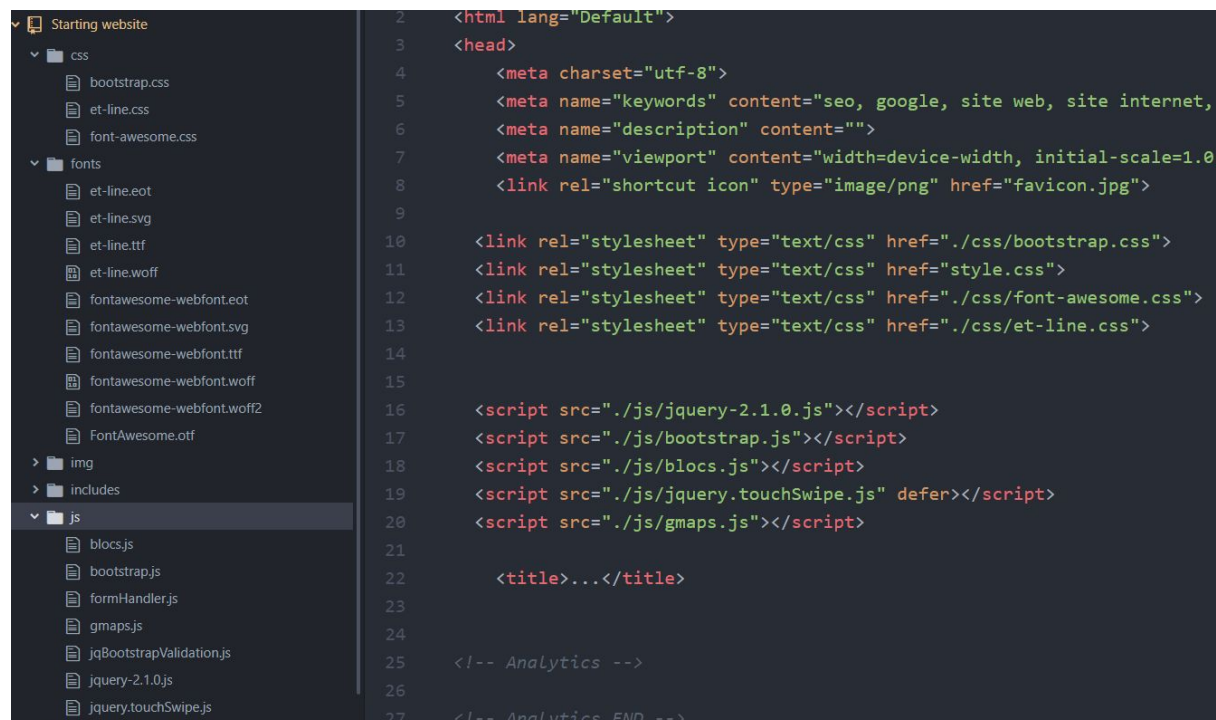 Starting website
css
bootstrap.css
et-line.css
font-awesome.css
fonts
et-line.eot
et-line.svg
et-line.ttf
et-line.woff
fontawesome-webfont.eot
fontawesome-webfont.svg
fontawesome-webfont.ttf
fontawesome-webfont.woff
fontawesome-webfont.woff2
FontAwesome.otf
img
includes
js
blocs.js
bootstrap.js
formHandler.js
gmaps.js
jqBootstrapValidation.js
jquery-2.1.0.js
jquery.touchSwipe.js
2 <html lang="Default">
3 <head>
4 <meta charset="utf-8">
5 <meta name="keywords" content="seo, google, site web, site internet,
6 <meta name="description" content="">
7 <meta name="viewport" content="width=device-width, initial-scale=1.0
8 <link rel="shortcut icon" type="image/png" href="favicon.jpg">
9
10 <link rel="stylesheet" type="text/css" href="./css/bootstrap.css">
11 <link rel="stylesheet" type="text/css" href="style.css">
12 <link rel="stylesheet" type="text/css" href="./css/font-awesome.css">
13 <link rel="stylesheet" type="text/css" href="./css/et-line.css">
14
15
16 <script src="./js/jquery-2.1.0.js"></script>
17 <script src="./js/bootstrap.js"></script>
18 <script src="./js/blocs.js"></script>
19 <script src="./js/jquery.touchSwipe.js" defer></script>
20 <script src="./js/gmaps.js"></script>
21
22 <title>...</title>
23
24
25 <!-- Analytics -->
26
27 <!-- Analytics END -->